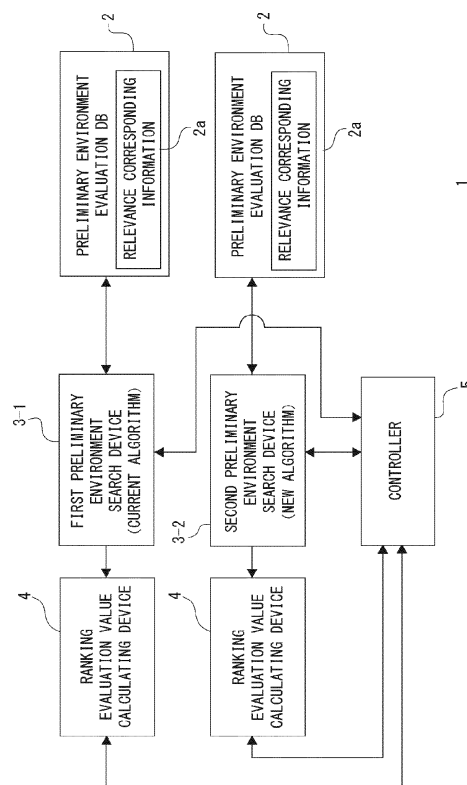 2
PRELIMINARY ENVIRONMENT
EVALUATION DB
RELEVANCE CORRESPONDING
INFORMATION
2a
2
PRELIMINARY ENVIRONMENT
EVALUATION DB
RELEVANCE CORRESPONDING
INFORMATION
2a
1
3-1
FIRST PRELIMINARY
ENVIRONMENT
SEARCH DEVICE
(CURRENT ALGORITHM)
3-2
SECOND PRELIMINARY
ENVIRONMENT
SEARCH DEVICE
(NEW ALGORITHM)
CONTROLLER
5
4
RANKING
EVALUATION VALUE
CALCULATING DEVICE
4
RANKING
EVALUATION VALUE
CALCULATING DEVICE